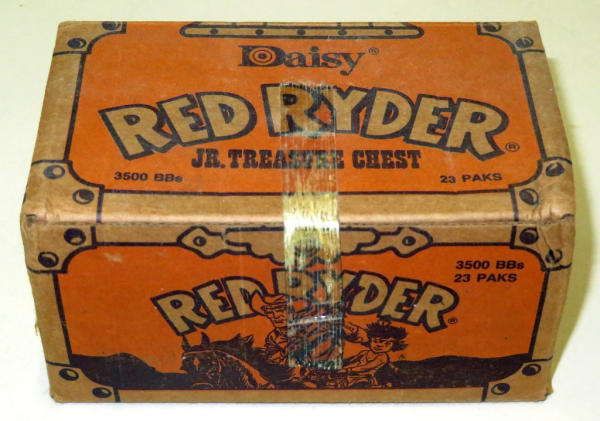 Daisy®
RED RYDER®
JR. TREASURE CHEST
3500 BBs
23 PAKS
RED RYDER®
3500 BBs
23 PAKS